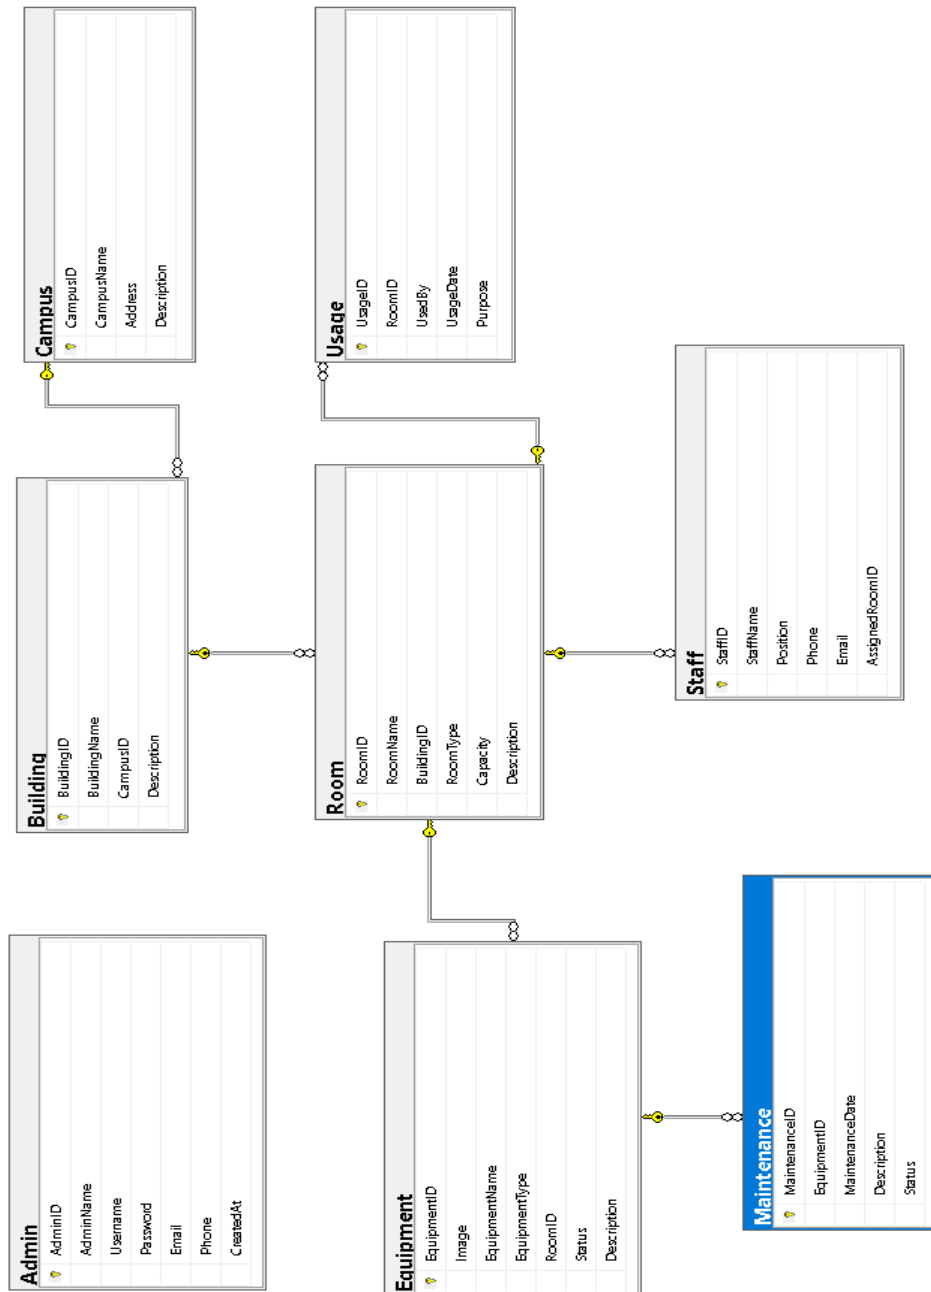 Admin
AdminID
AdminName
Username
Password
Email
Phone
CreatedAt
Building
BuildingID
BuildingName
CampusID
Description
Campus
CampusID
CampusName
Address
Description
Equipment
EquipmentID
Image
EquipmentName
EquipmentType
RoomID
Status
Description
Room
RoomID
RoomName
BuildingID
RoomType
Capacity
Description
Usage
UsageID
RoomID
UsedBy
UsageDate
Purpose
Maintenance
MaintenanceID
EquipmentID
MaintenanceDate
Description
Status
Staff
StaffID
StaffName
Position
Phone
Email
AssignedRoomID